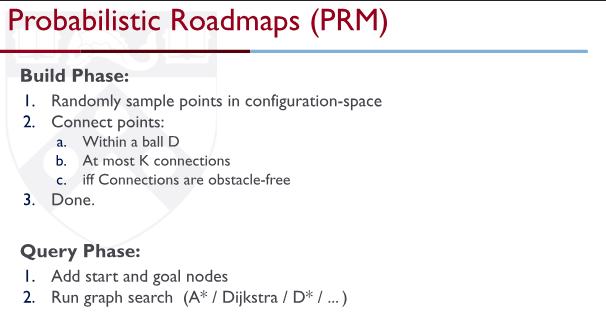 Probabilistic Roadmaps (PRM)
Build Phase:
1. Randomly sample points in configuration-space
2. Connect points:
a. Within a ball D
b. At most K connections
c. iff Connections are obstacle-free
3. Done.
Query Phase:
1. Add start and goal nodes
2. Run graph search (A* / Dijkstra / D* / ... )